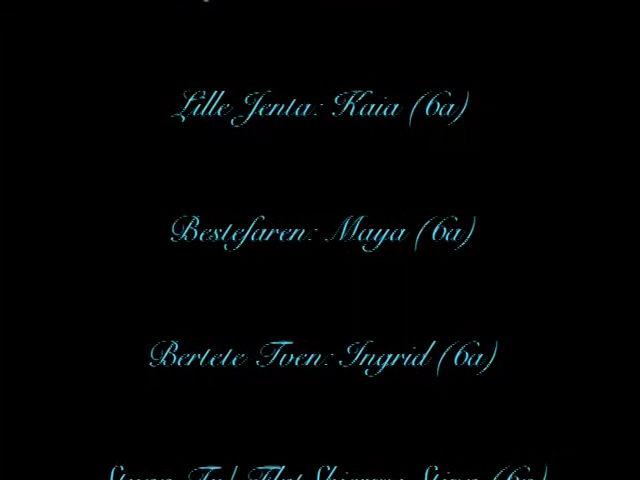 Lille Jenta: Kaia (6a)
Bestefaren: Maya (6a)
Bertete Tven: Ingrid (6a)